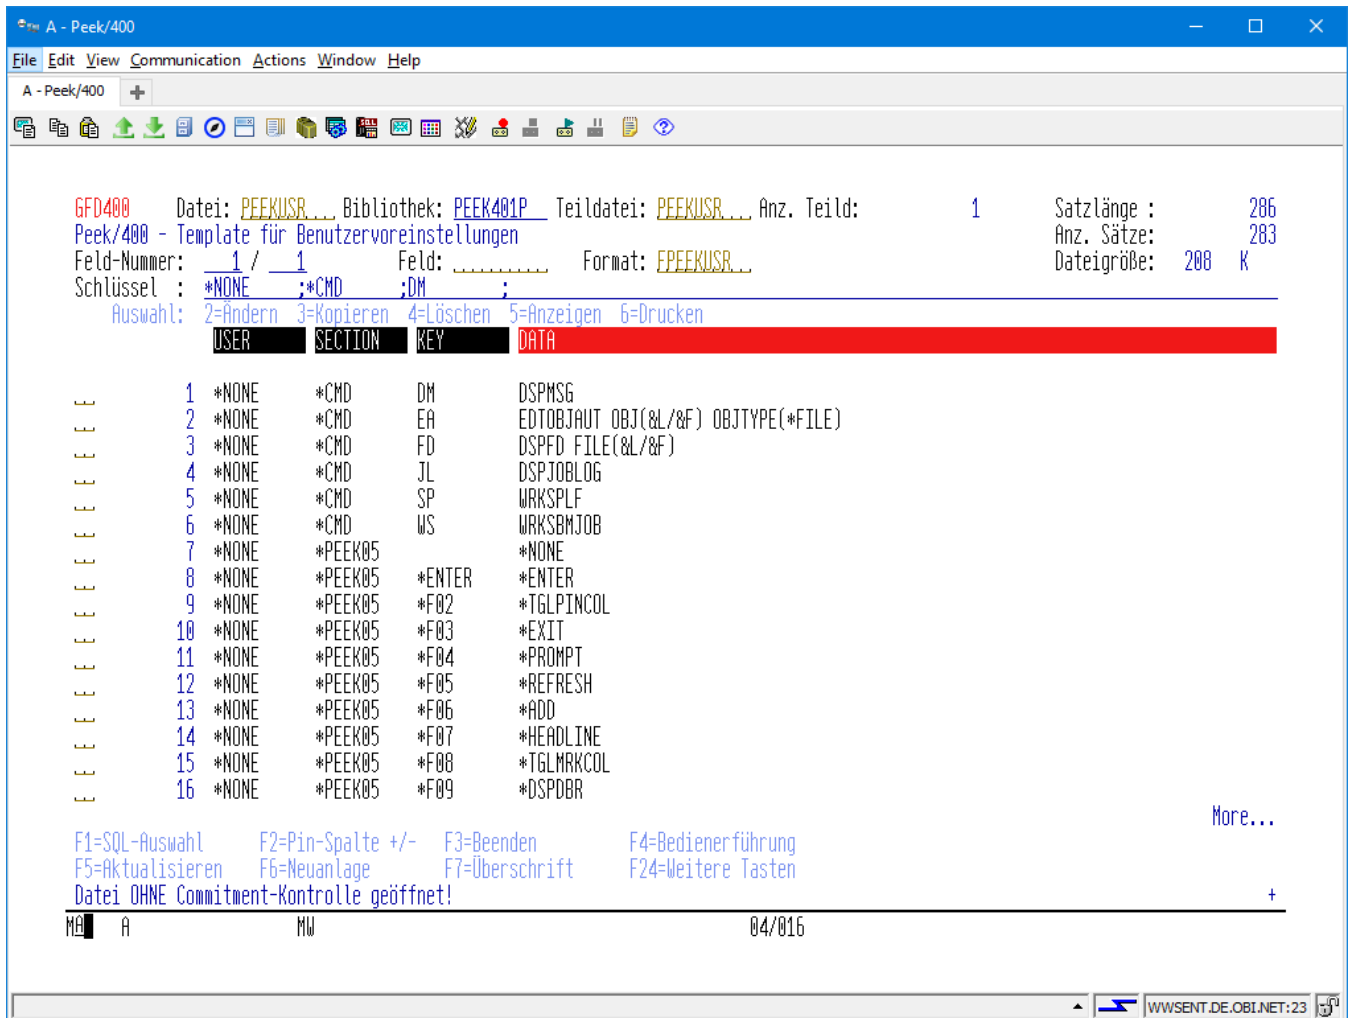 A - Peek/400
File Edit View Communication Actions Window Help
A - Peek/400
GFD400 Datei: PEEKUSR Bibliothek: PEEK401P Teildatei: PEEKUSR Anz. Teild: 1 Satzlänge : 286
Peek/400 - Template für Benutzervoreinstellungen Anz. Sätze: 283
Feld-Nummer: 1 / 1 Feld: Format: FPEEKUSR Dateigröße: 208 K
Schlüssel : *NONE ;*CMD ;DM ;
Auswahl: 2=Ändern 3=Kopieren 4=Löschen 5=Anzeigen 6=Drucken
USER SECTION KEY DATA
1 *NONE *CMD DM DSPMSG
2 *NONE *CMD EA EDTOBJAUT OBJ(&L/&F) OBJTYPE(*FILE)
3 *NONE *CMD FD DSPFD FILE(&L/&F)
4 *NONE *CMD JL DSPJOBLOG
5 *NONE *CMD SP WRKSPLF
6 *NONE *CMD WS WRKSBMJOB
7 *NONE *PEEK05 *NONE
8 *NONE *PEEK05 *ENTER *ENTER
9 *NONE *PEEK05 *F02 *TGLPINCOL
10 *NONE *PEEK05 *F03 *EXIT
11 *NONE *PEEK05 *F04 *PROMPT
12 *NONE *PEEK05 *F05 *REFRESH
13 *NONE *PEEK05 *F06 *ADD
14 *NONE *PEEK05 *F07 *HEADLINE
15 *NONE *PEEK05 *F08 *TGLMRKCOL
16 *NONE *PEEK05 *F09 *DSPDBR
More...
F1=SQL-Auswahl F2=Pin-Spalte +/- F3=Beenden F4=Bedienerführung
F5=Aktualisieren F6=Neuanlage F7=Überschrift F24=Weitere Tasten
Datei OHNE Commitment-Kontrolle geöffnet! +
MA A MW 04/016
WWSENT.DE.OBI.NET:23